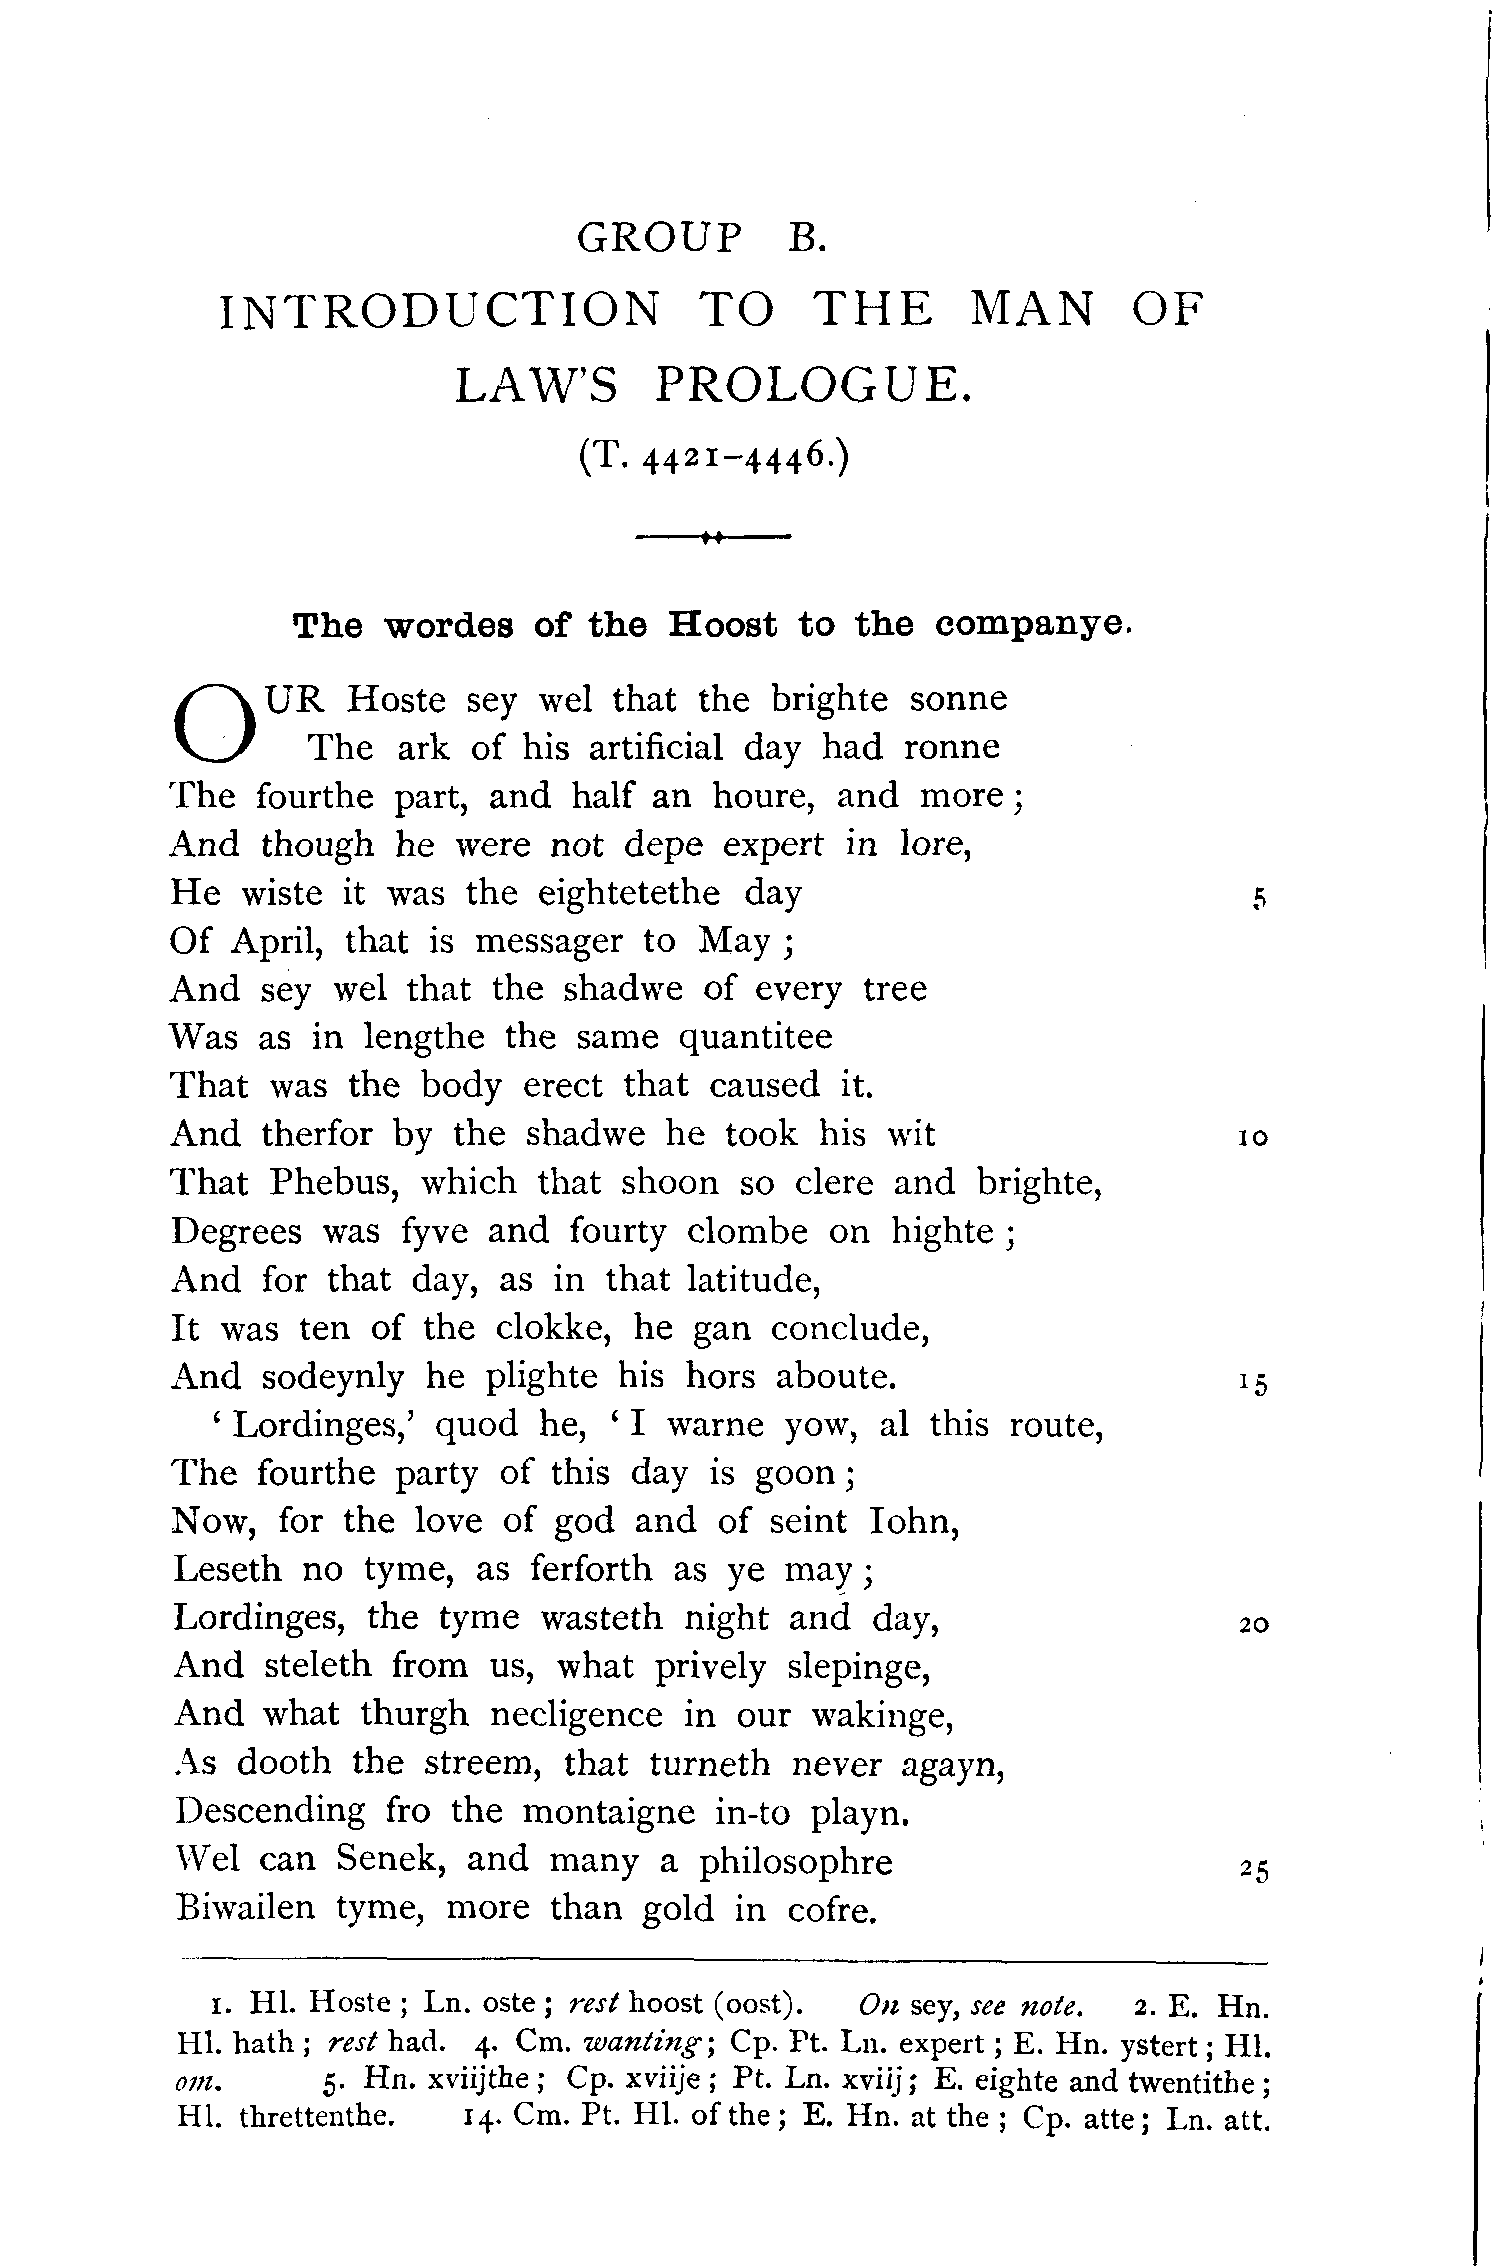 GROUP B.
INTRODUCTION TO THE MAN OF
LAW'S PROLOGUE.
(T. 4421–4446.)
The wordes of the Hoost to the companye.
OUR Hoste sey wel that the brighte sonne
The ark of his artificial day had ronne
The fourthe part, and half an houre, and more;
And though he were not depe expert in lore,
He wiste it was the eightetethe day 5
Of April, that is messager to May;
And sey wel that the shadwe of every tree
Was as in lengthe the same quantitee
That was the body erect that caused it.
And therfor by the shadwe he took his wit 10
That Phebus, which that shoon so clere and brighte,
Degrees was fyve and fourty clombe on highte;
And for that day, as in that latitude,
It was ten of the clokke, he gan conclude,
And sodeynly he plighte his hors aboute. 15
'Lordinges,' quod he, 'I warne yow, al this route,
The fourthe party of this day is goon;
Now, for the love of god and of seint Iohn,
Leseth no tyme, as ferforth as ye may;
Lordinges, the tyme wasteth night and day, 20
And steleth from us, what prively slepinge,
And what thurgh necligence in our wakinge,
As dooth the streem, that turneth never agayn,
Descending fro the montaigne in-to playn.
Wel can Senek, and many a philosophre 25
Biwailen tyme, more than gold in cofre.
1. Hl. Hoste; Ln. oste; rest hoost (oost). On sey, see note. 2. E. Hn.
Hl. hath; rest had. 4. Cm. wanting; Cp. Pt. Ln. expert; E. Hn. ystert; Hl.
om. 5. Hn. xviijthe; Cp. xviije; Pt. Ln. xviij; E. eighte and twentithe;
Hl. threttenthe. 14. Cm. Pt. Hl. of the; E. Hn. at the; Cp. atte; Ln. att.